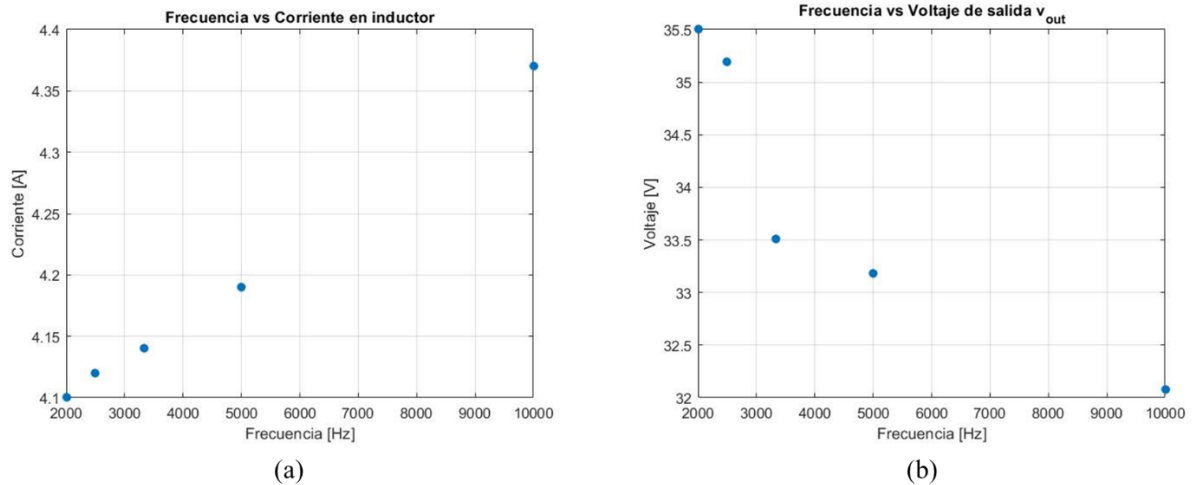 Frecuencia vs Corriente en inductor
4.4
4.35
4.3
4.25
4.2
4.15
4.1
Corriente [A]
2000 3000 4000 5000 6000 7000 8000 9000 10000
Frecuencia [Hz]
(a)
Frecuencia vs Voltaje de salida v_out
35.5
35
34.5
34
33.5
33
32.5
32
Voltaje [V]
2000 3000 4000 5000 6000 7000 8000 9000 10000
Frecuencia [Hz]
(b)